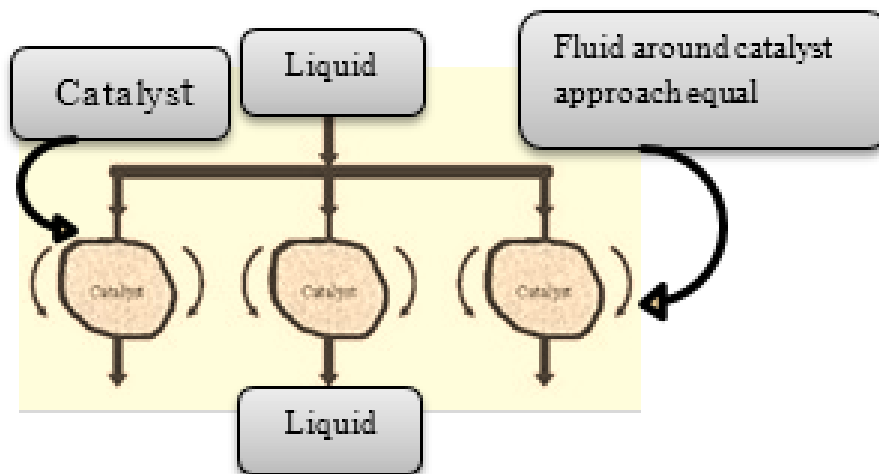 Liquid
Catalyst
Fluid around catalyst
approach equal
Catalyst
Catalyst
Catalyst
Liquid